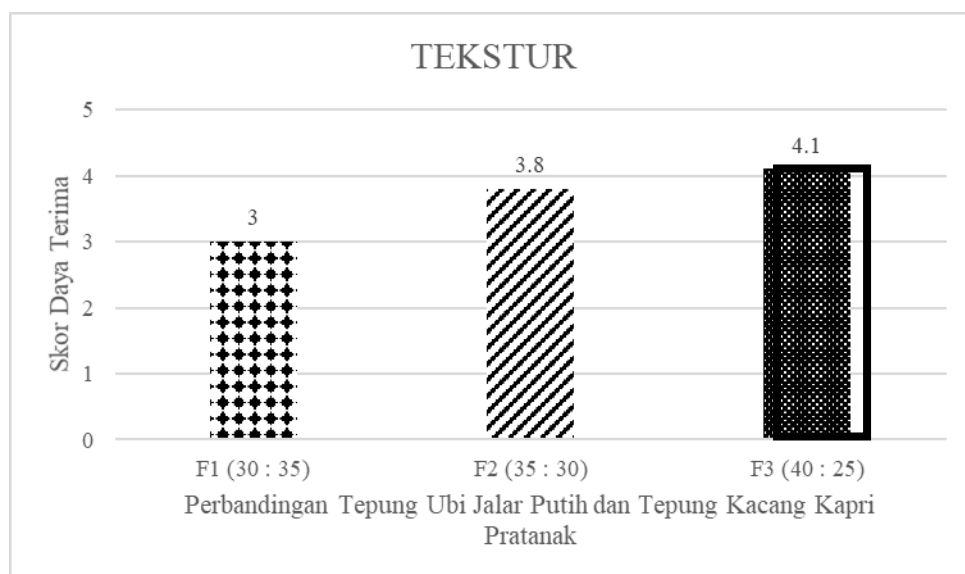 TEKSTUR
5
4
3
2
1
0
Skor Daya Terima
3
3.8
4.1
F1 (30 : 35)
F2 (35 : 30)
F3 (40 : 25)
Perbandingan Tepung Ubi Jalar Putih dan Tepung Kacang Kapri
Pratanak